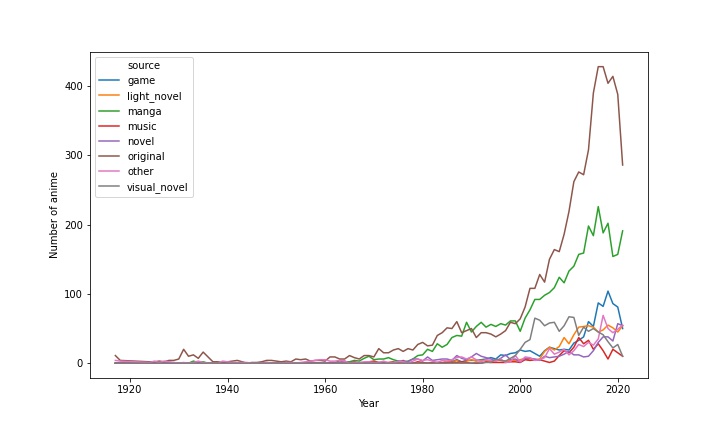 source
game
light_novel
manga
music
novel
original
other
visual_novel
Number of anime
400
300
200
100
0
1920
1940
1960
1980
2000
2020
Year